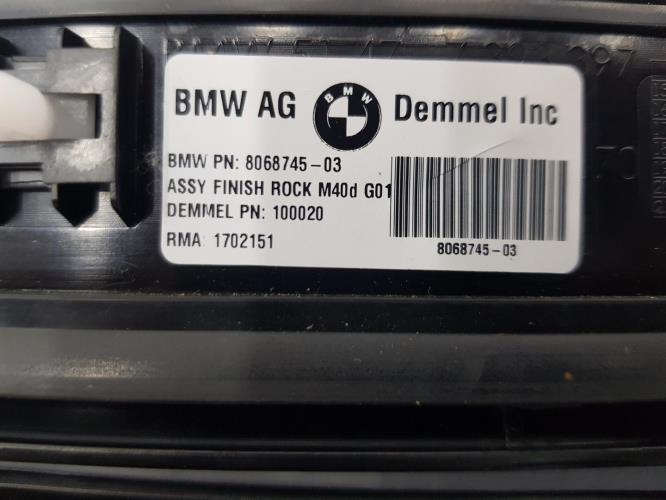 BMW AG BMW Demmel Inc
BMW PN: 8068745-03
ASSY FINISH ROCK M40d G01
DEMMEL PN: 100020
RMA: 1702151
8068745-03